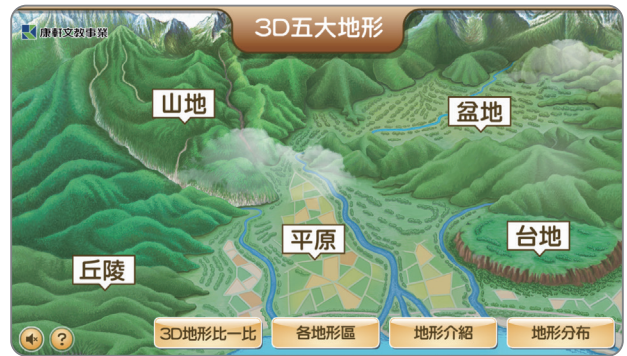 3D五大地形
康軒文教事業
山地
盆地
平原
台地
丘陵
?
3D地形比一比
各地形區
地形介紹
地形分布